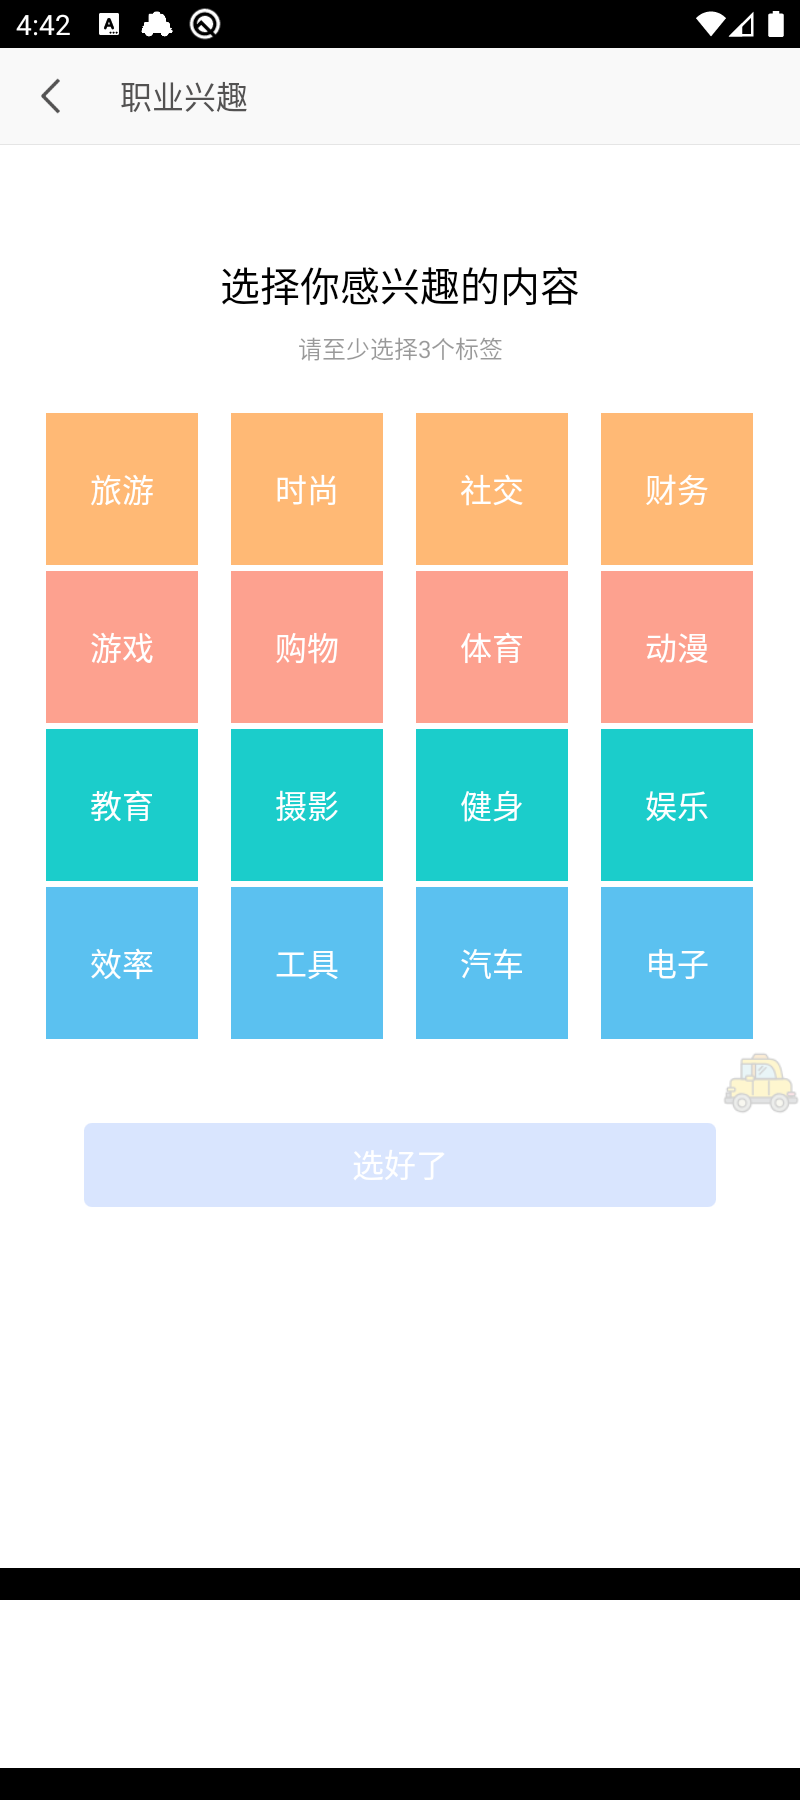 4:42
职业兴趣
选择你感兴趣的内容
请至少选择3个标签
旅游 时尚 社交 财务
游戏 购物 体育 动漫
教育 摄影 健身 娱乐
效率 工具 汽车 电子
选好了